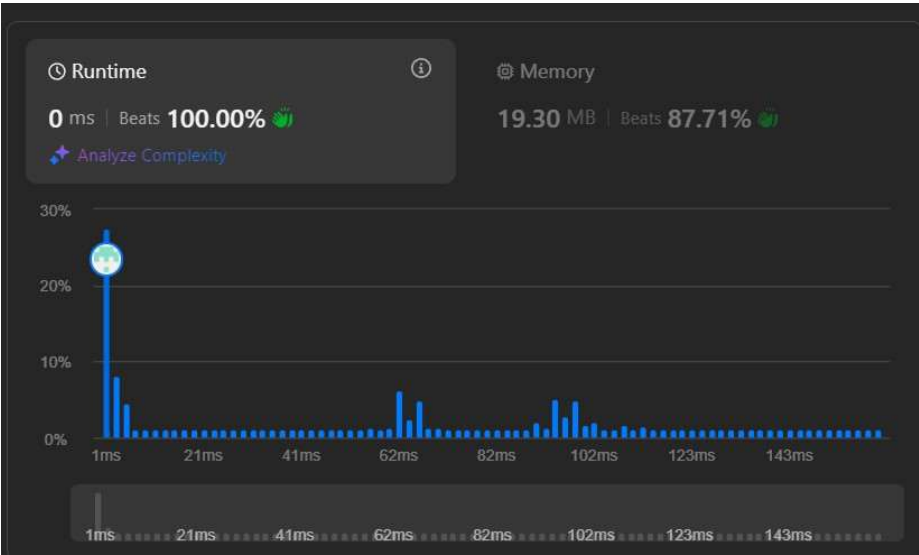 Runtime
0 ms | Beats 100.00%
Analyze Complexity
Memory
19.30 MB | Beats 87.71%
30%
20%
10%
0%
1ms 21ms 41ms 62ms 82ms 102ms 123ms 143ms
1ms 21ms 41ms 62ms 82ms 102ms 123ms 143ms